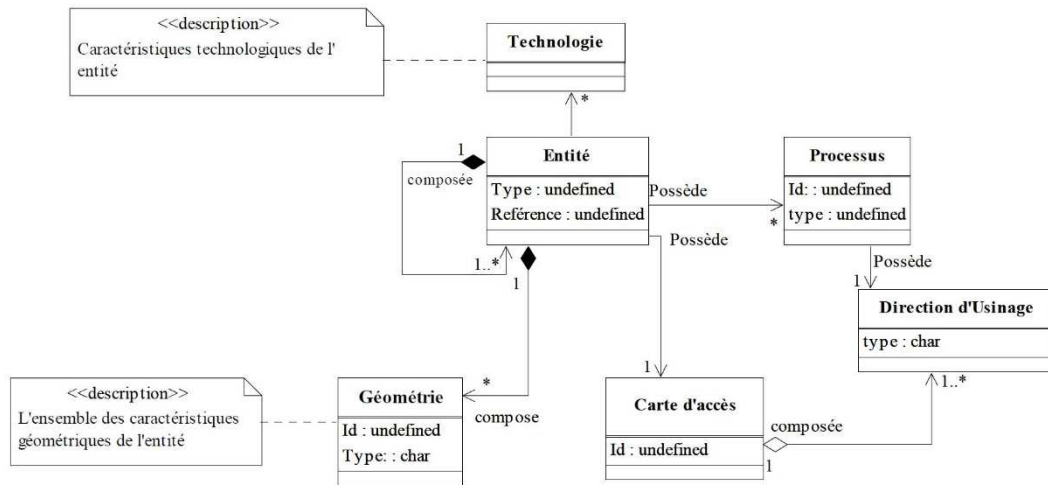 <<description>>
Caractéristiques technologiques de l'
entité
Technologie
*
1
composée
1..*
Entité
Type : undefined
Reférence : undefined
Possède
*
Processus
Id: : undefined
type : undefined
Possède
Possède
1
1
Direction d'Usinage
type : char
1..*
<<description>>
L'ensemble des caractéristiques
géométriques de l'entité
*
compose
Géométrie
Id : undefined
Type: : char
1
Carte d'accès
Id : undefined
composée
1